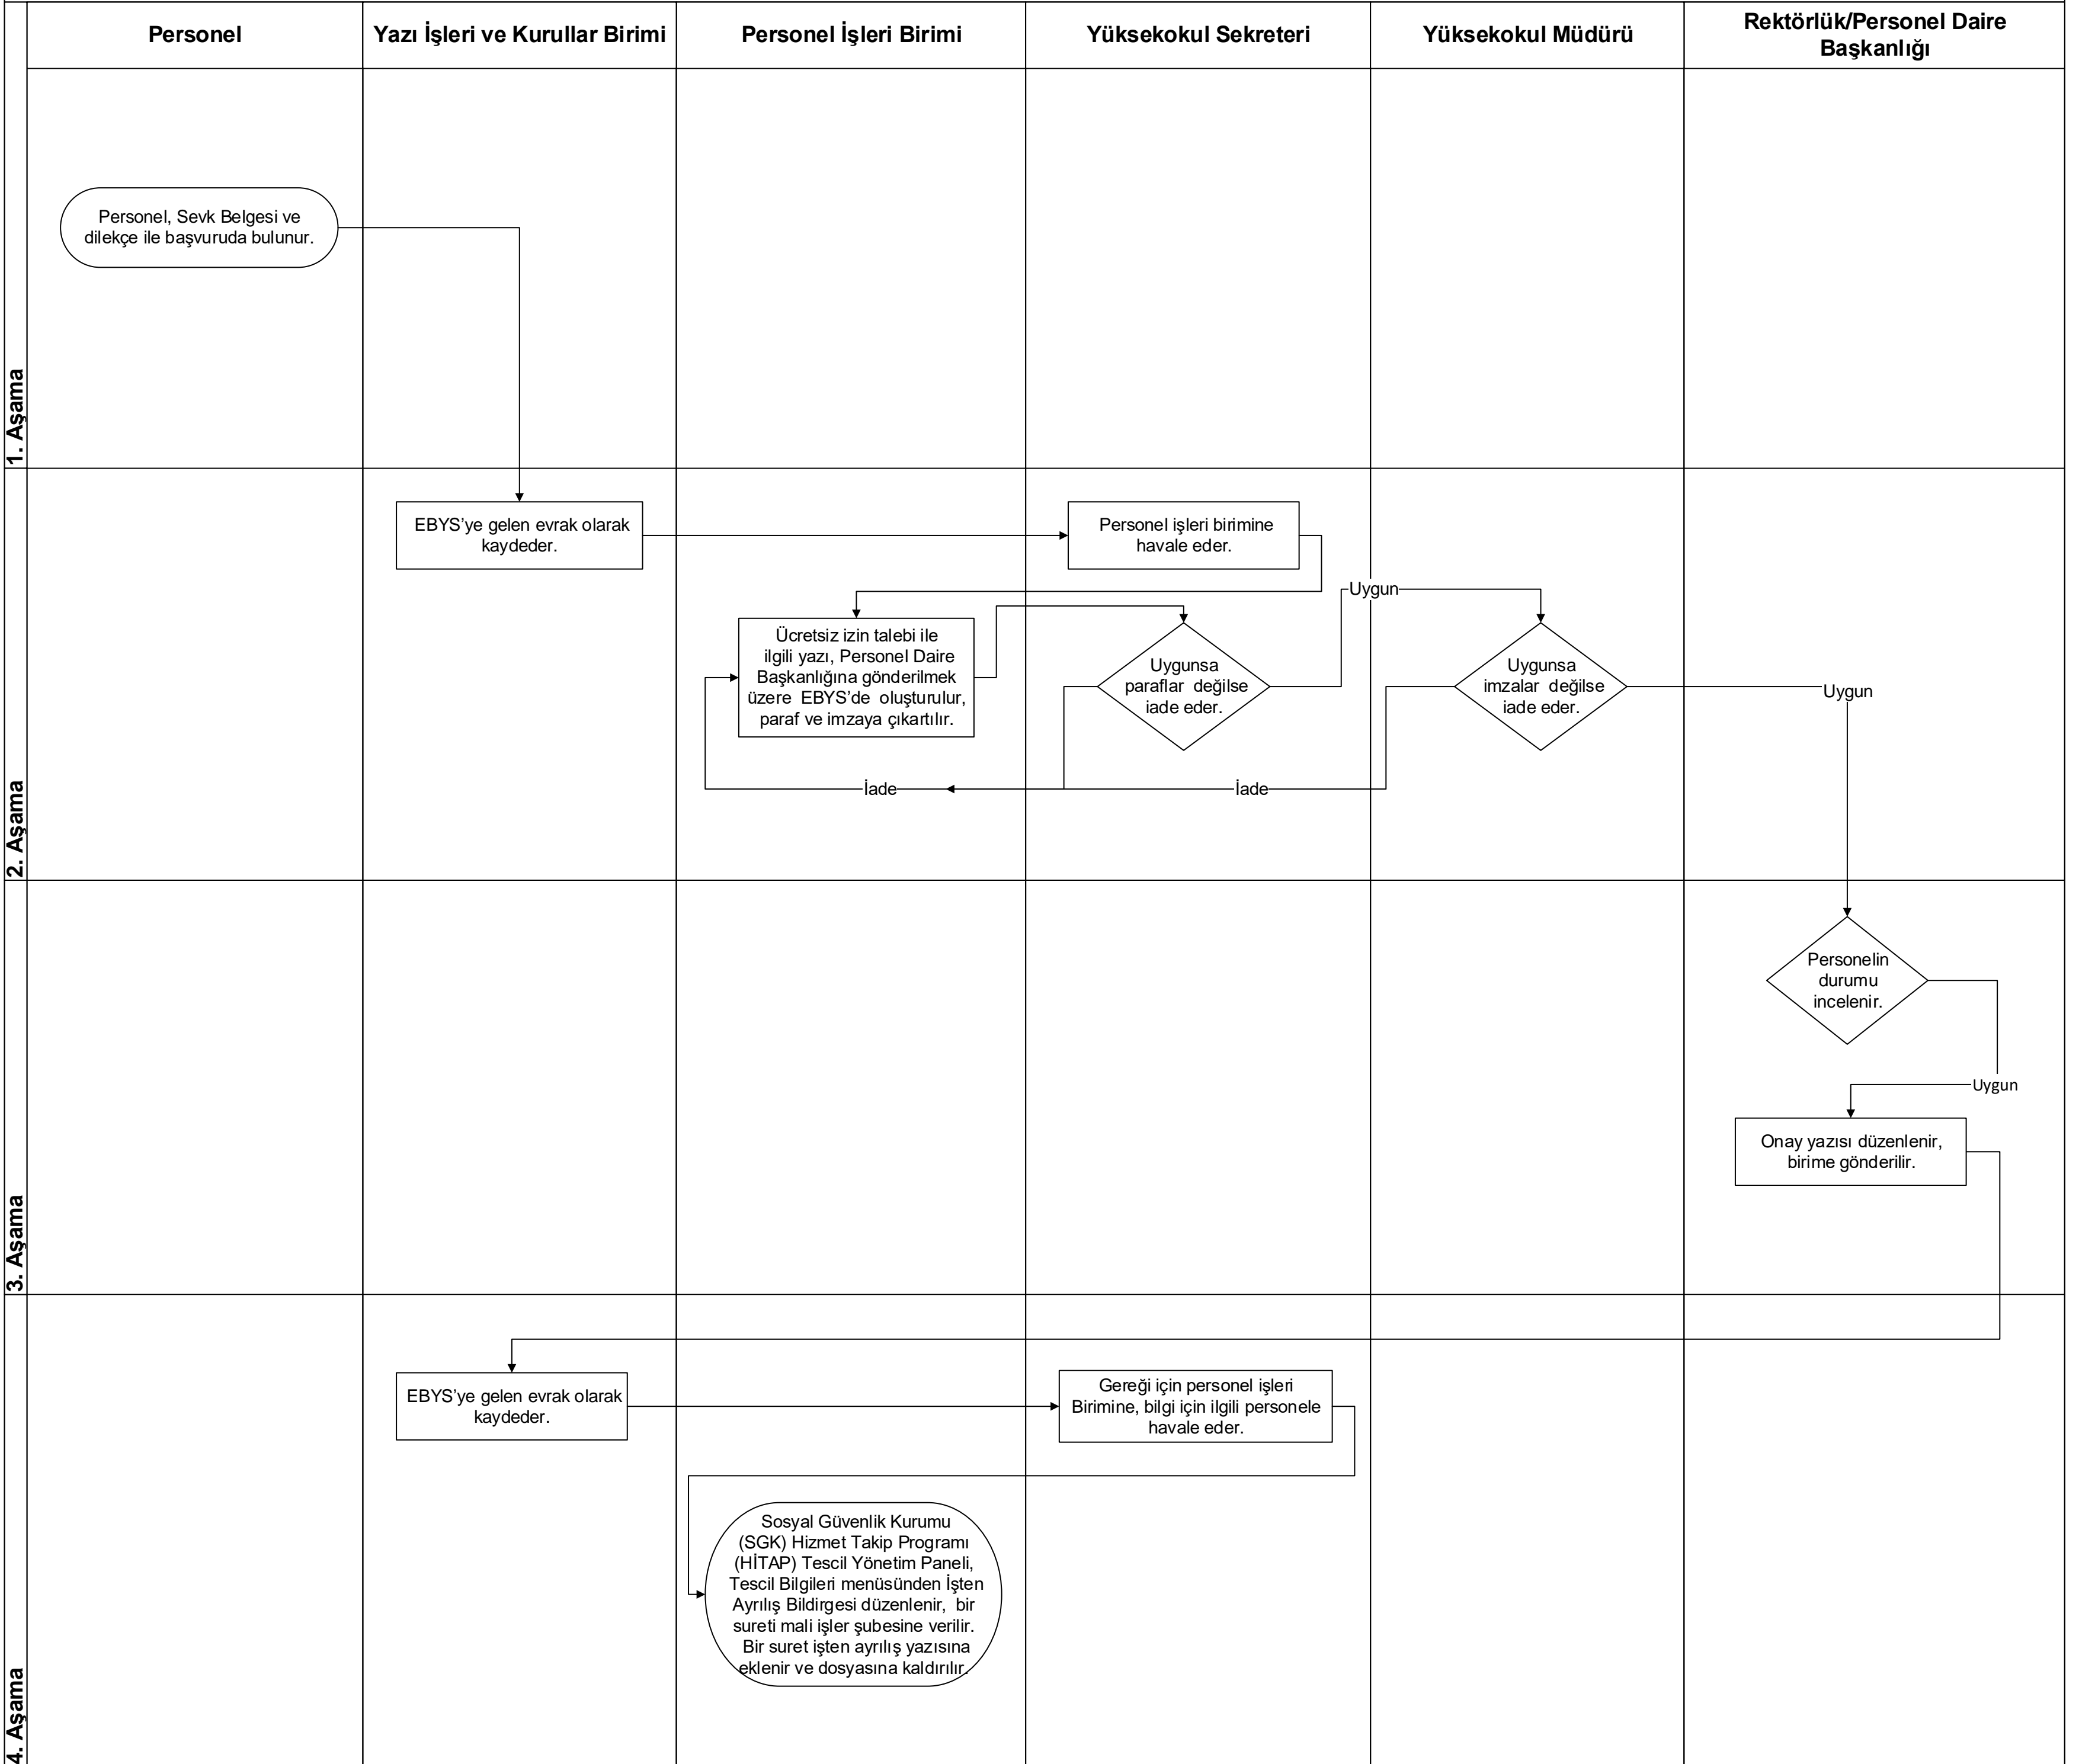 Personel
Yazı İşleri ve Kurullar Birimi
Personel İşleri Birimi
Yüksekokul Sekreteri
Yüksekokul Müdürü
Rektörlük/Personel Daire
Başkanlığı
1. Aşama
Personel, Sevk Belgesi ve
dilekçe ile başvuruda bulunur.
2. Aşama
EBYS’ye gelen evrak olarak
kaydeder.
Personel işleri birimine
havale eder.
Ücretsiz izin talebi ile
ilgili yazı, Personel Daire
Başkanlığına gönderilmek
üzere EBYS’de oluşturulur,
paraf ve imzaya çıkartılır.
Uygunsa
paraflar değilse
iade eder.
Uygun
Uygunsa
imzalar değilse
iade eder.
Uygun
İade
İade
3. Aşama
Personelin
durumu
incelenir.
Uygun
Onay yazısı düzenlenir,
birime gönderilir.
4. Aşama
EBYS’ye gelen evrak olarak
kaydeder.
Gereği için personel işleri
Birimine, bilgi için ilgili personele
havale eder.
Sosyal Güvenlik Kurumu
(SGK) Hizmet Takip Programı
(HİTAP) Tescil Yönetim Paneli,
Tescil Bilgileri menüsünden İşten
Ayrılış Bildirgesi düzenlenir, bir
sureti mali işler şubesine verilir.
Bir suret işten ayrılış yazısına
eklenir ve dosyasına kaldırılır.